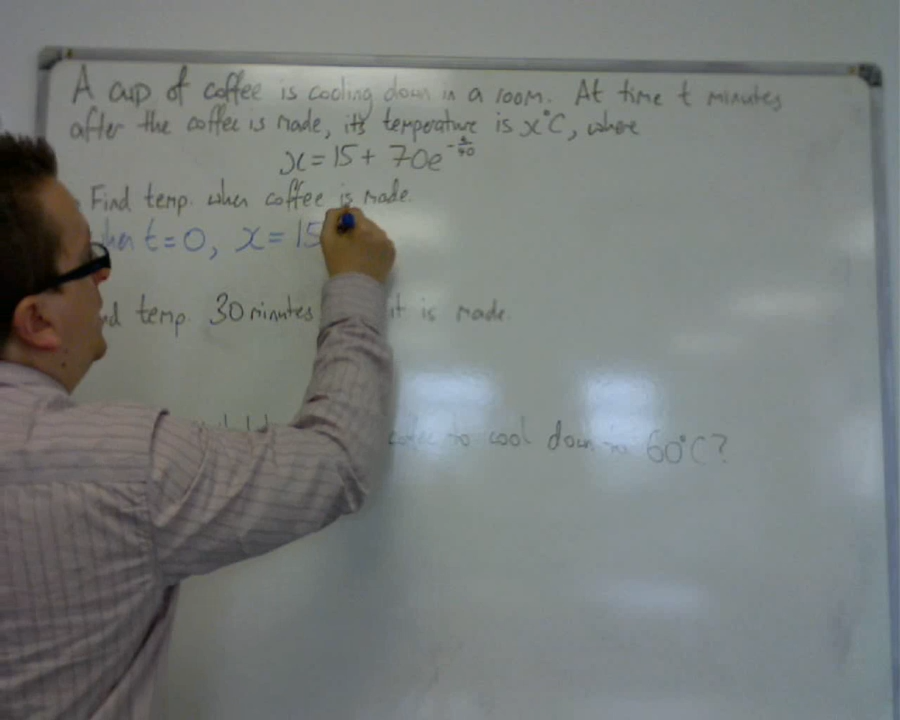 A cup of coffee is cooling down in a room. At time t minutes
after the coffee is made, its temperature is x°C, where
x = 15 + 70e^-t/40
Find temp. when coffee is made.
t = 0, x = 15
temp. 30 minutes it is made.
to cool down to 60°C?